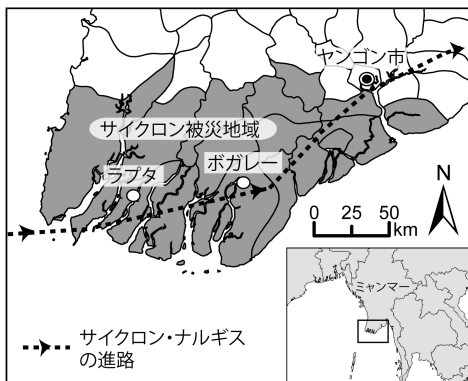 ヤンゴン市
サイクロン被災地域
ボガレー
ラプタ
N
0 25 50
km
ミャンマー
サイクロン・ナルギス
の進路